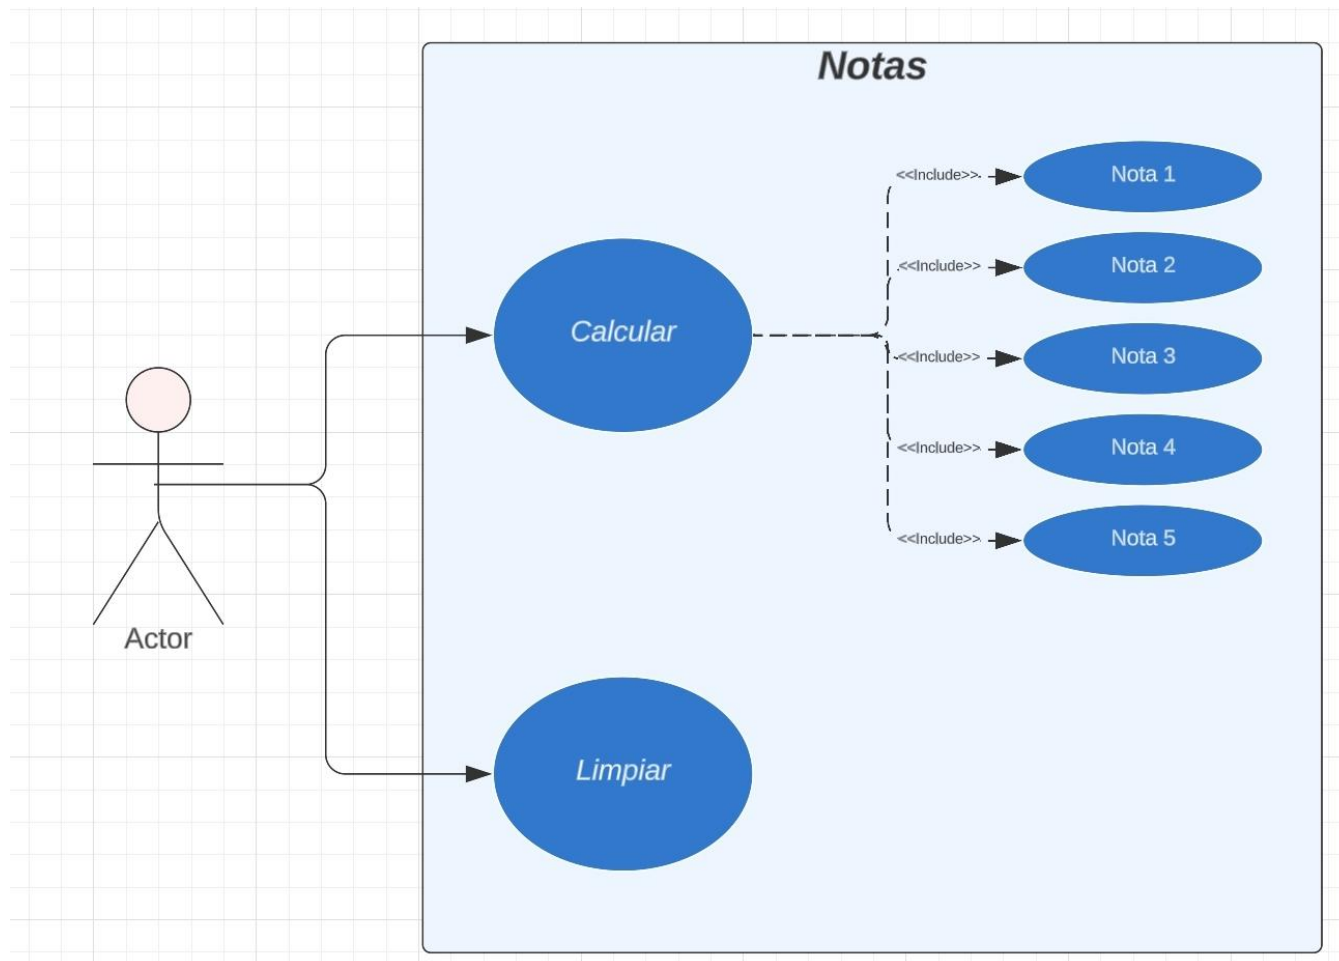 Notas
<<Include>>
Nota 1
<<Include>>
Nota 2
Calcular
<<Include>>
Nota 3
<<Include>>
Nota 4
<<Include>>
Nota 5
Actor
Limpiar